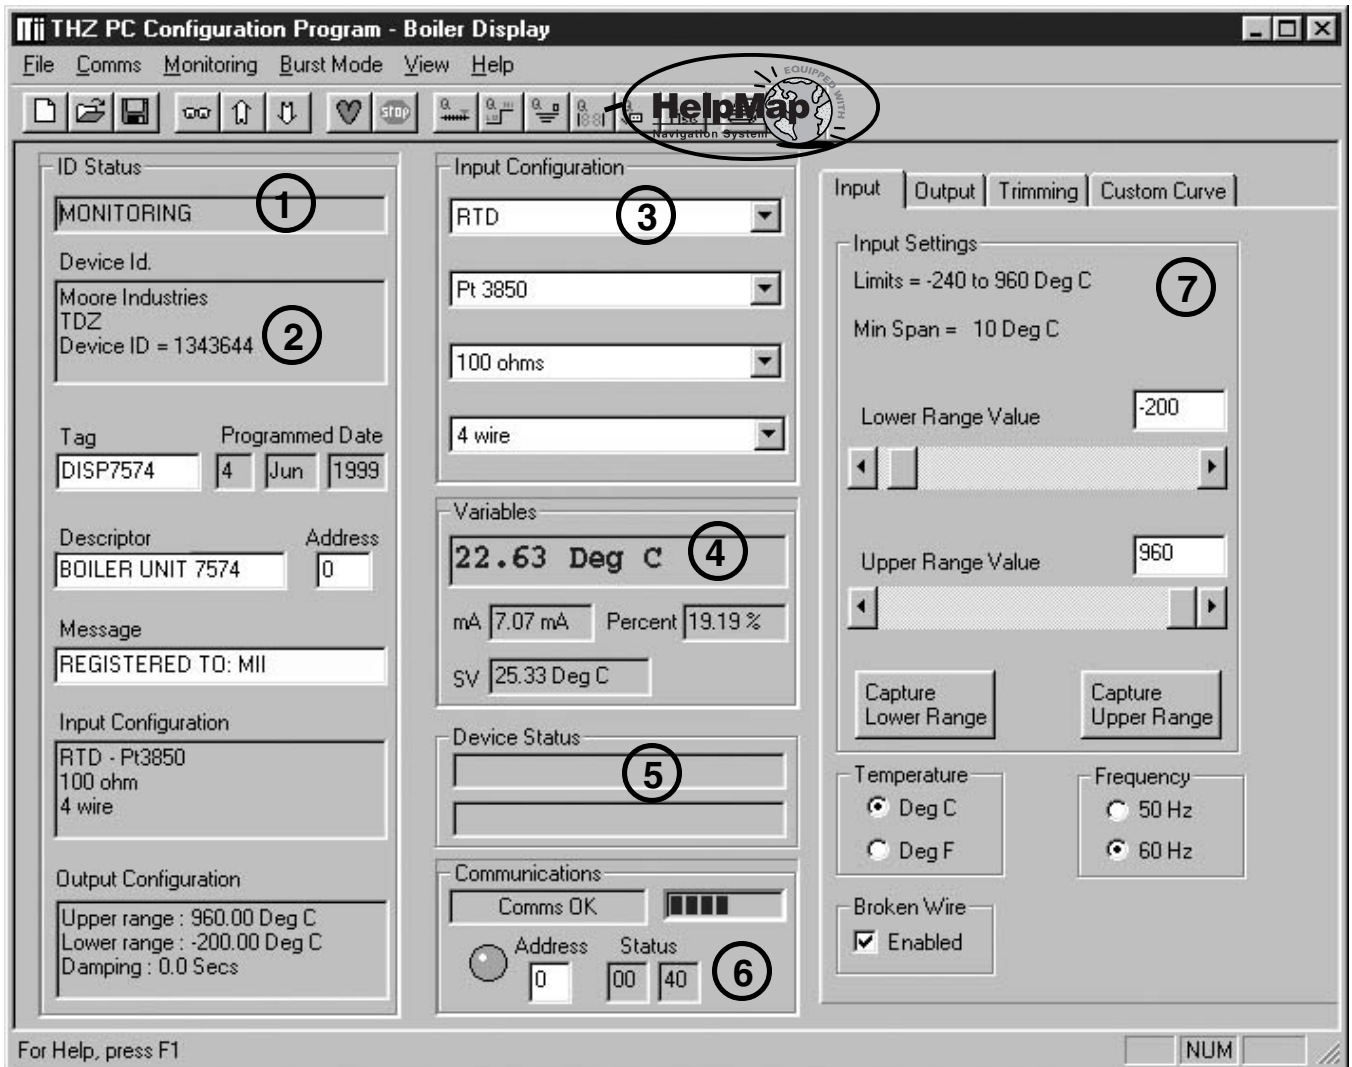 THZ PC Configuration Program - Boiler Display
File Comms Monitoring Burst Mode View Help
STOP
EQUIPPED WITH
HelpMap
Navigation System
ID Status
MONITORING
1
Device Id.
Moore Industries
TDZ
Device ID = 1343644
2
Tag
Programmed Date
DISP7574
4 Jun 1999
Descriptor
Address
BOILER UNIT 7574
0
Message
REGISTERED TO: MII
Input Configuration
RTD - Pt3850
100 ohm
4 wire
Output Configuration
Upper range : 960.00 Deg C
Lower range : -200.00 Deg C
Damping : 0.0 Secs
Input Configuration
RTD
3
Pt 3850
100 ohms
4 wire
Variables
22.63 Deg C
4
mA 7.07 mA Percent 19.19 %
SV 25.33 Deg C
Device Status
5
Communications
Comms OK
Address Status
0 00 40
6
Input Output Trimming Custom Curve
Input Settings
Limits = -240 to 960 Deg C
7
Min Span = 10 Deg C
Lower Range Value
-200
Upper Range Value
960
Capture
Lower Range
Capture
Upper Range
Temperature
Deg C
Deg F
Frequency
50 Hz
60 Hz
Broken Wire
Enabled
For Help, press F1
NUM